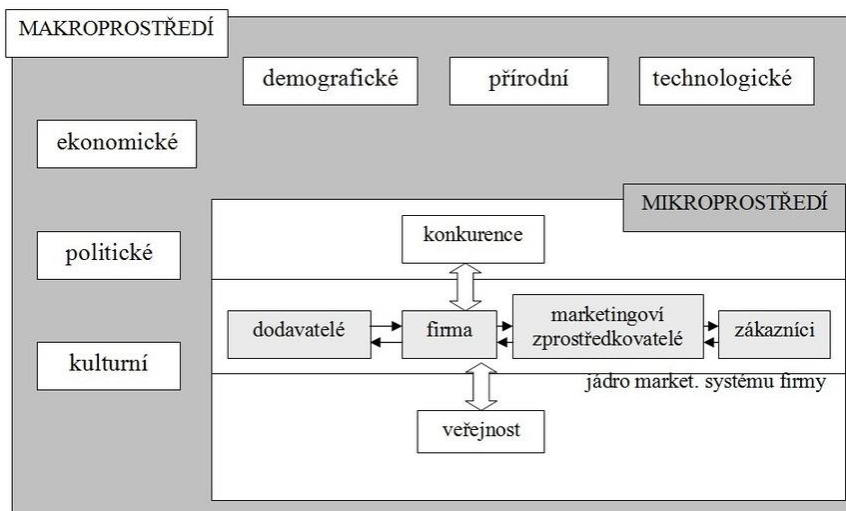 MAKROPROSTŘEDÍ
demografické
přírodní
technologické
ekonomické
MIKROPROSTŘEDÍ
konkurence
politické
dodavatelé
firma
marketingoví
zprostředkovatelé
zákazníci
kulturní
jádro market. systému firmy
veřejnost